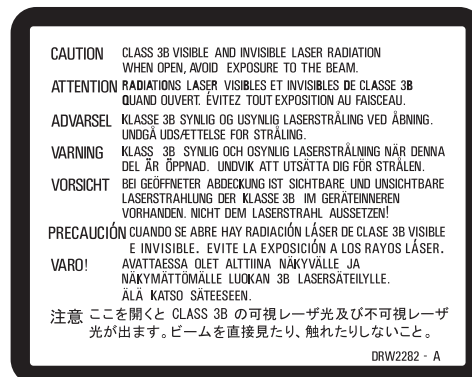 CAUTION CLASS 3B VISIBLE AND INVISIBLE LASER RADIATION
WHEN OPEN, AVOID EXPOSURE TO THE BEAM.
ATTENTION RADIATIONS LASER VISIBLES ET INVISIBLES DE CLASSE 3B
QUAND OUVERT. ÉVITEZ TOUT EXPOSITION AU FAISCEAU.
ADVARSEL KLASSE 3B SYNLIG OG USYNLIG LASERSTRÅLING VED ÅBNING.
UNDGÅ UDSÆTTELSE FOR STRÅLING.
VARNING KLASS 3B SYNLIG OCH OSYNLIG LASERSTRÅLNING NÄR DENNA
DEL ÄR ÖPPNAD. UNDVIK ATT UTSÄTTA DIG FÖR STRÅLEN.
VORSICHT BEI GEÖFFNETER ABDECKUNG IST SICHTBARE UND UNSICHTBARE
LASERSTRAHLUNG DER KLASSE 3B IM GERÄTEINNEREN
VORHANDEN. NICHT DEM LASERSTRAHL AUSSETZEN!
PRECAUCIÓN CUANDO SE ABRE HAY RADIACIÓN LÁSER DE CLASE 3B VISIBLE
E INVISIBLE. EVITE LA EXPOSICIÓN A LOS RAYOS LÁSER.
VARO! AVATTAESSA OLET ALTTIINA NÄKYVÄLLE JA
NÄKYMÄTTÖMÄLLE LUOKAN 3B LASERSÄTEILYLLE.
ÄLÄ KATSO SÄTEESEEN.
注意 ここを開くと CLASS 3B の可視レーザ光及び不可視レーザ
光が出ます。ビームを直接見たり、触れたりしないこと。
DRW2282 - A